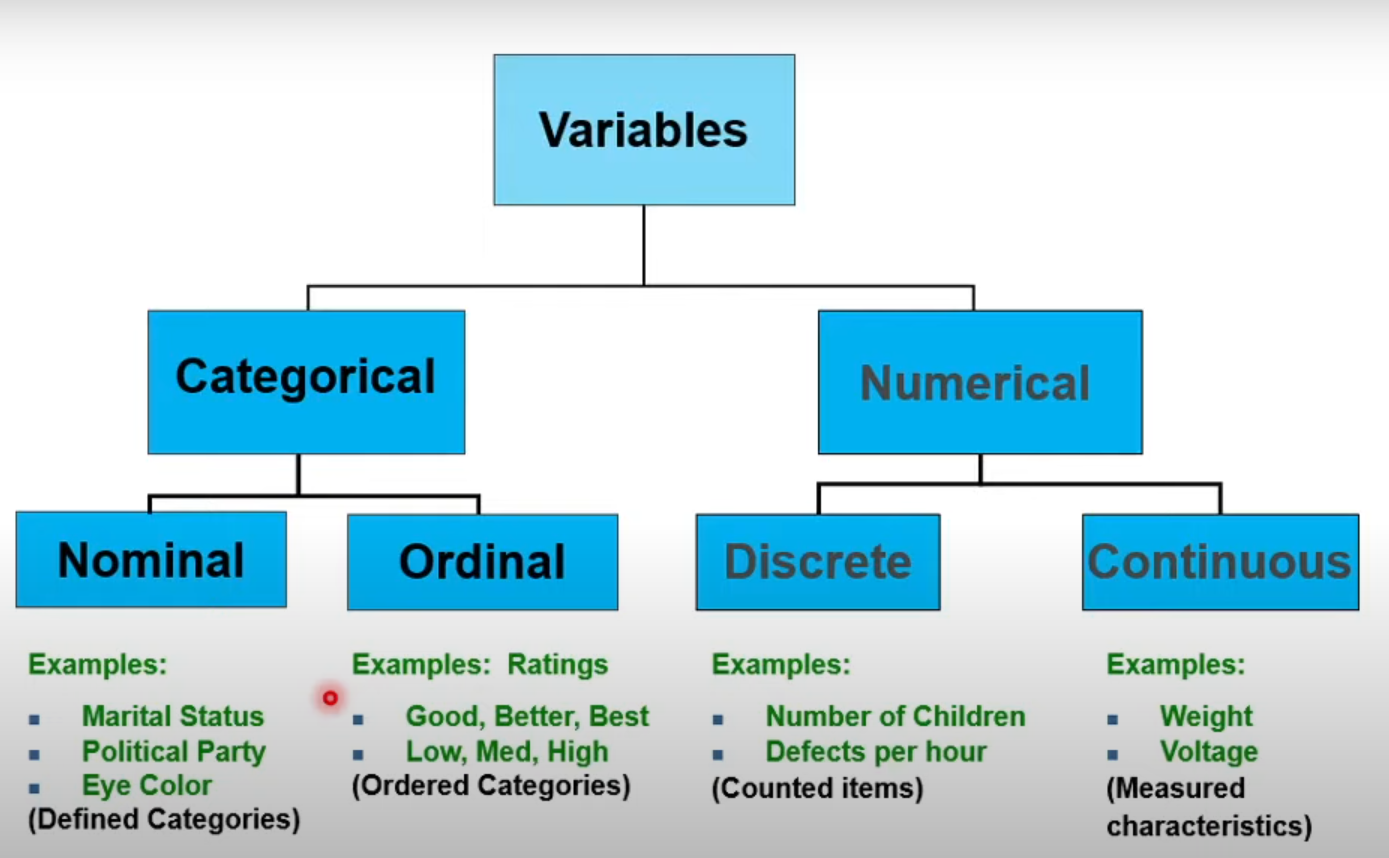 Variables
Categorical
Numerical
Nominal
Ordinal
Discrete
Continuous
Examples:
Marital Status
Political Party
Eye Color
(Defined Categories)
Examples: Ratings
Good, Better, Best
Low, Med, High
(Ordered Categories)
Examples:
Number of Children
Defects per hour
(Counted items)
Examples:
Weight
Voltage
(Measured
characteristics)